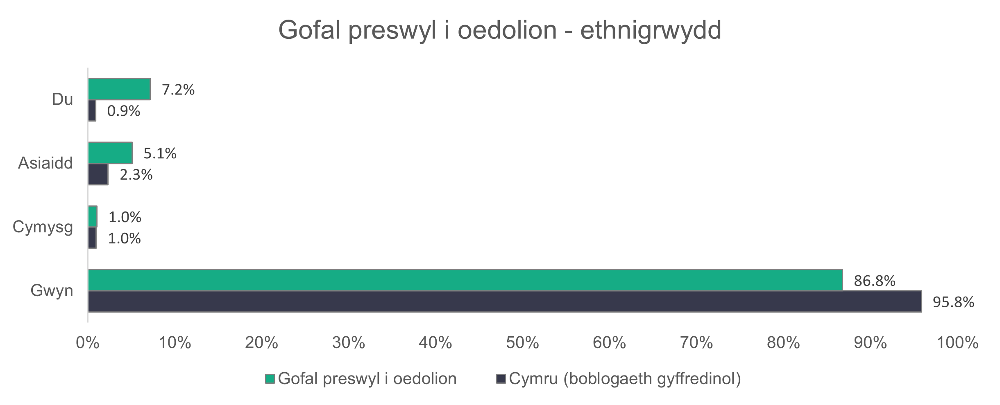 Gofal preswyl i oedolion - ethnigrwydd
Du
7.2%
0.9%
Asiaidd
5.1%
2.3%
Cymysg
1.0%
1.0%
Gwyn
86.8%
95.8%
0% 10% 20% 30% 40% 50% 60% 70% 80% 90% 100%
Gofal preswyl i oedolion Cymru (boblogaeth gyffredinol)